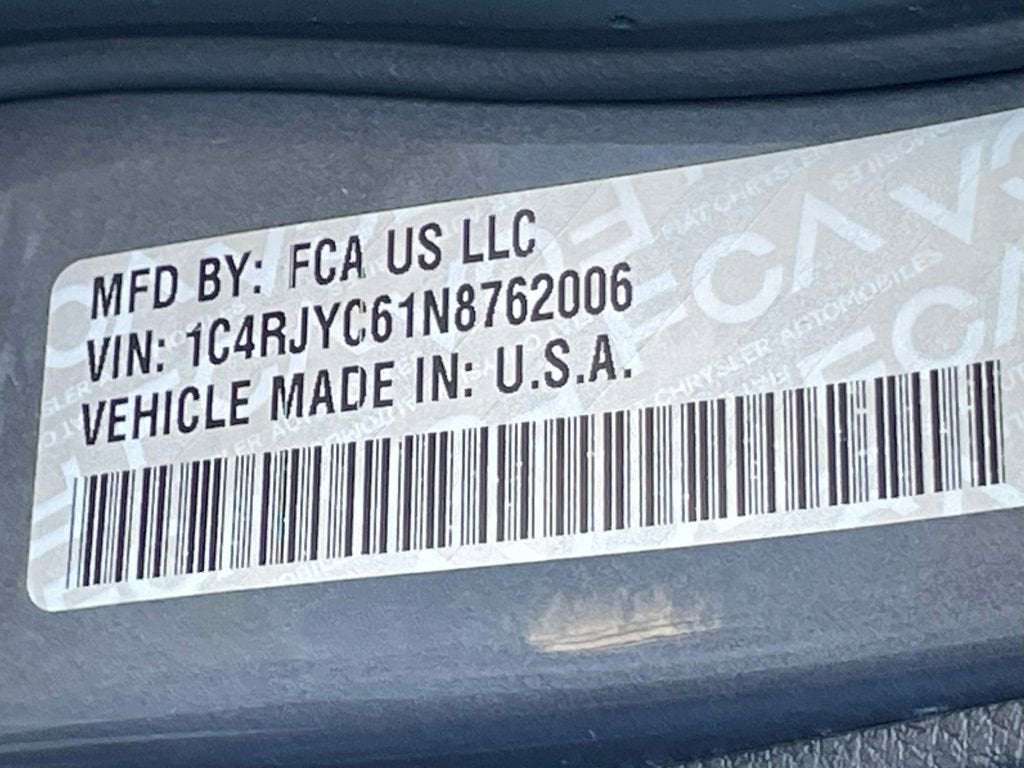 MFD BY: FCA US LLC
VIN: 1C4RJYC61N8762006
VEHICLE MADE IN: U.S.A.